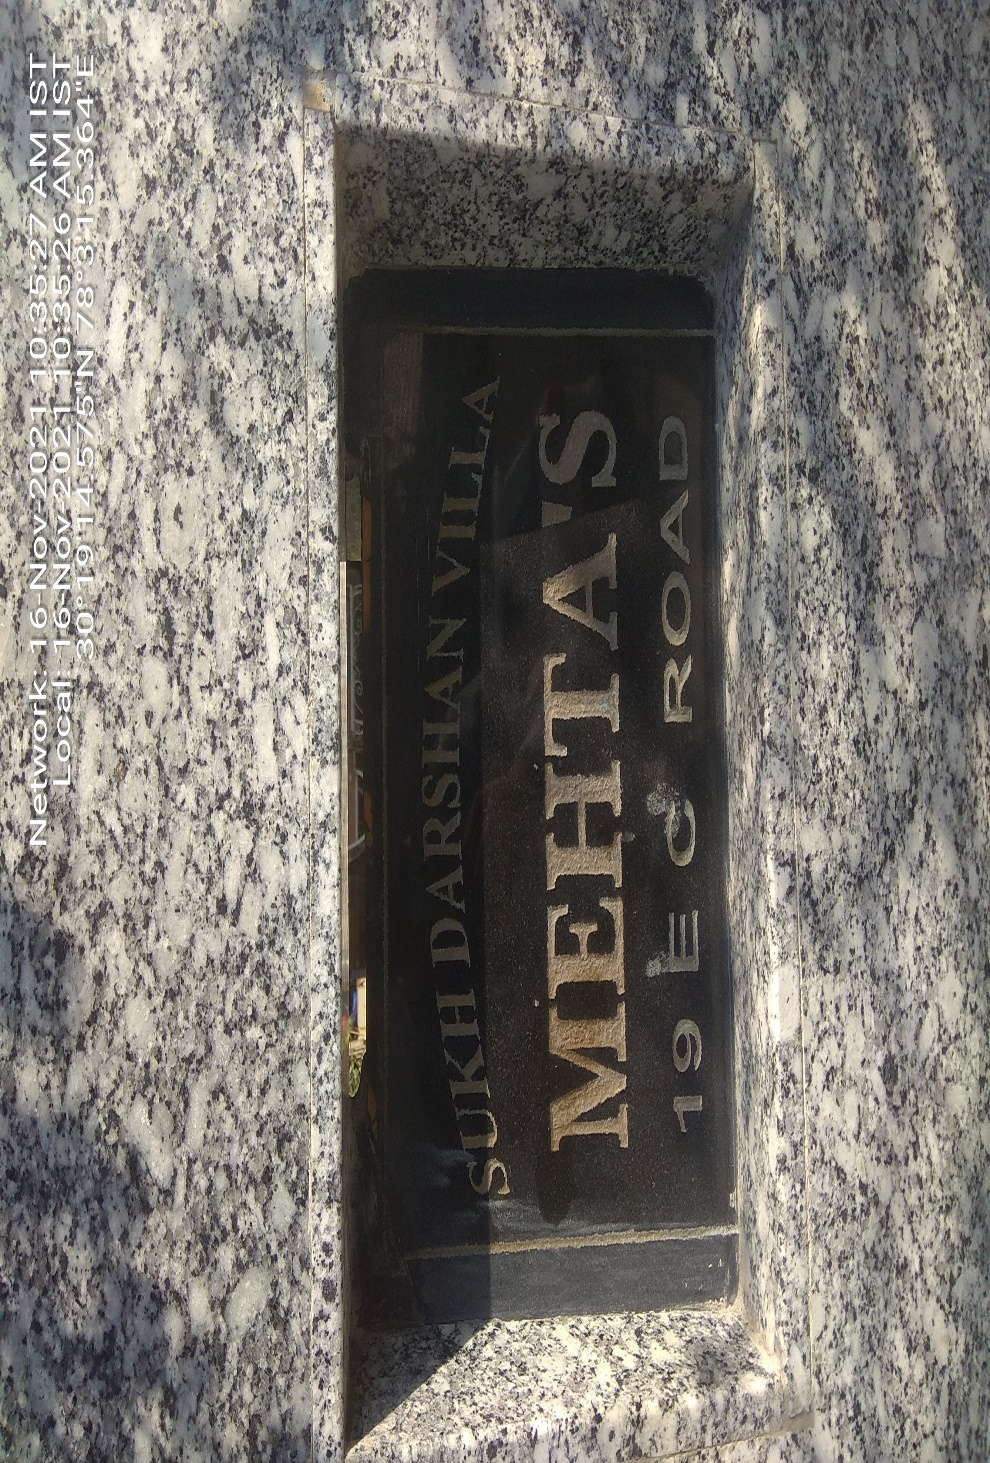 Network: 16-Nov-2021 10:35:27 AM IST
Local: 16-Nov-2021 10:35:26 AM IST
30°19'14.575"N 78°3'15.364"E
SUKH DARSHAN VILLA
MEHTA'S
19 E C ROAD